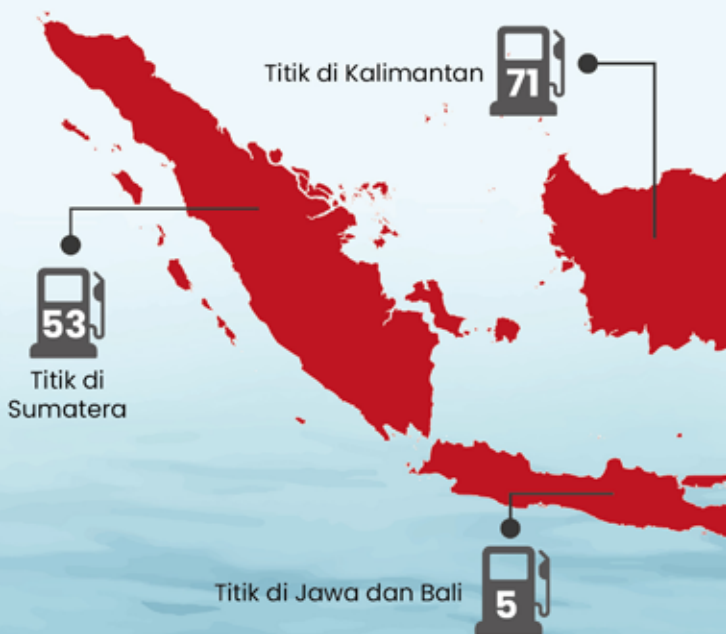 Titik di Kalimantan
71
53
Titik di
Sumatera
Titik di Jawa dan Bali
5